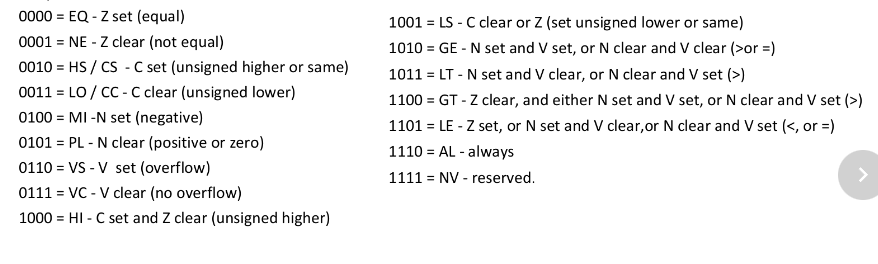 0000 = EQ - Z set (equal)
0001 = NE - Z clear (not equal)
0010 = HS / CS - C set (unsigned higher or same)
0011 = LO / CC - C clear (unsigned lower)
0100 = MI -N set (negative)
0101 = PL - N clear (positive or zero)
0110 = VS - V set (overflow)
0111 = VC - V clear (no overflow)
1000 = HI - C set and Z clear (unsigned higher)
1001 = LS - C clear or Z (set unsigned lower or same)
1010 = GE - N set and V set, or N clear and V clear (>or =)
1011 = LT - N set and V clear, or N clear and V set (>)
1100 = GT - Z clear, and either N set and V set, or N clear and V set (>)
1101 = LE - Z set, or N set and V clear,or N clear and V set (<, or =)
1110 = AL - always
1111 = NV - reserved.